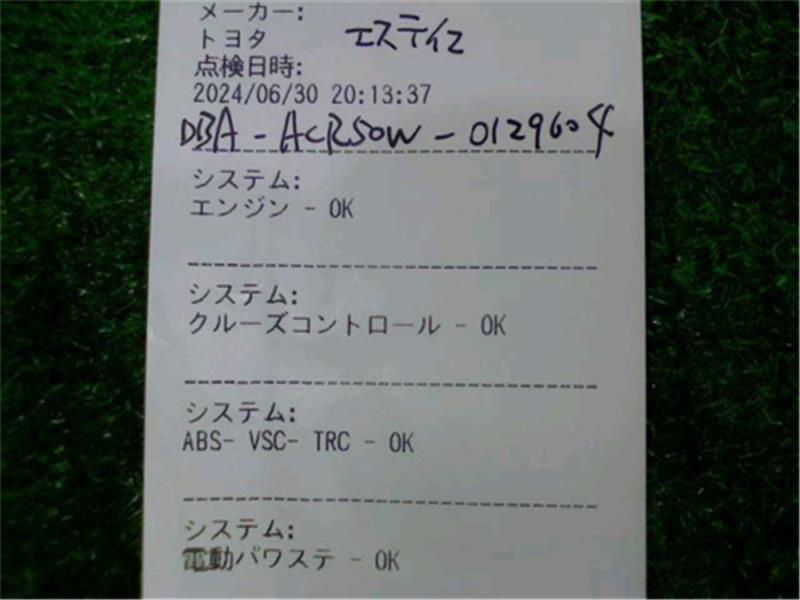 メーカー:
トヨタ エスティマ
点検日時:
2024/06/30 20:13:37
DBA-ACR50W-0129604
システム:
エンジン - OK
システム:
クルーズコントロール - OK
システム:
ABS- VSC- TRC - OK
システム:
電動パワステ - OK